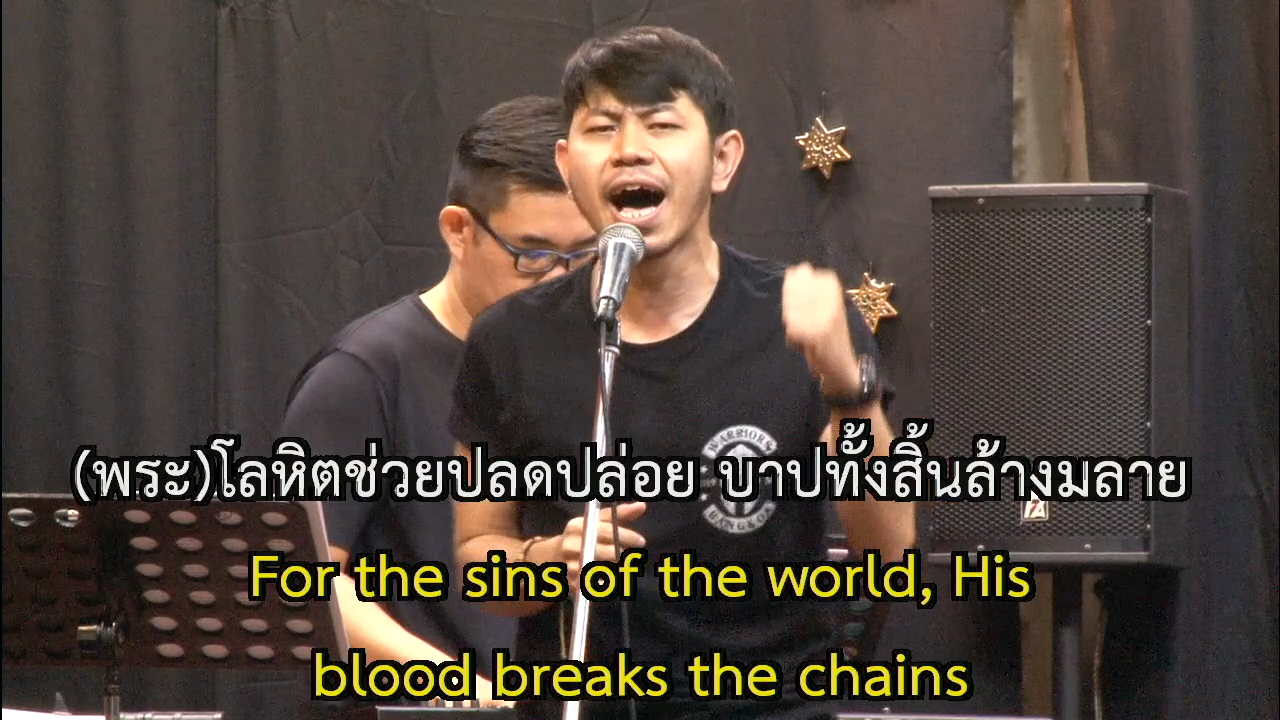 WARRIORS
(พระ)โลหิตช่วยปลดปล่อย บาปทั้งสิ้นล้างมลาย
For the sins of the world, His
blood breaks the chains